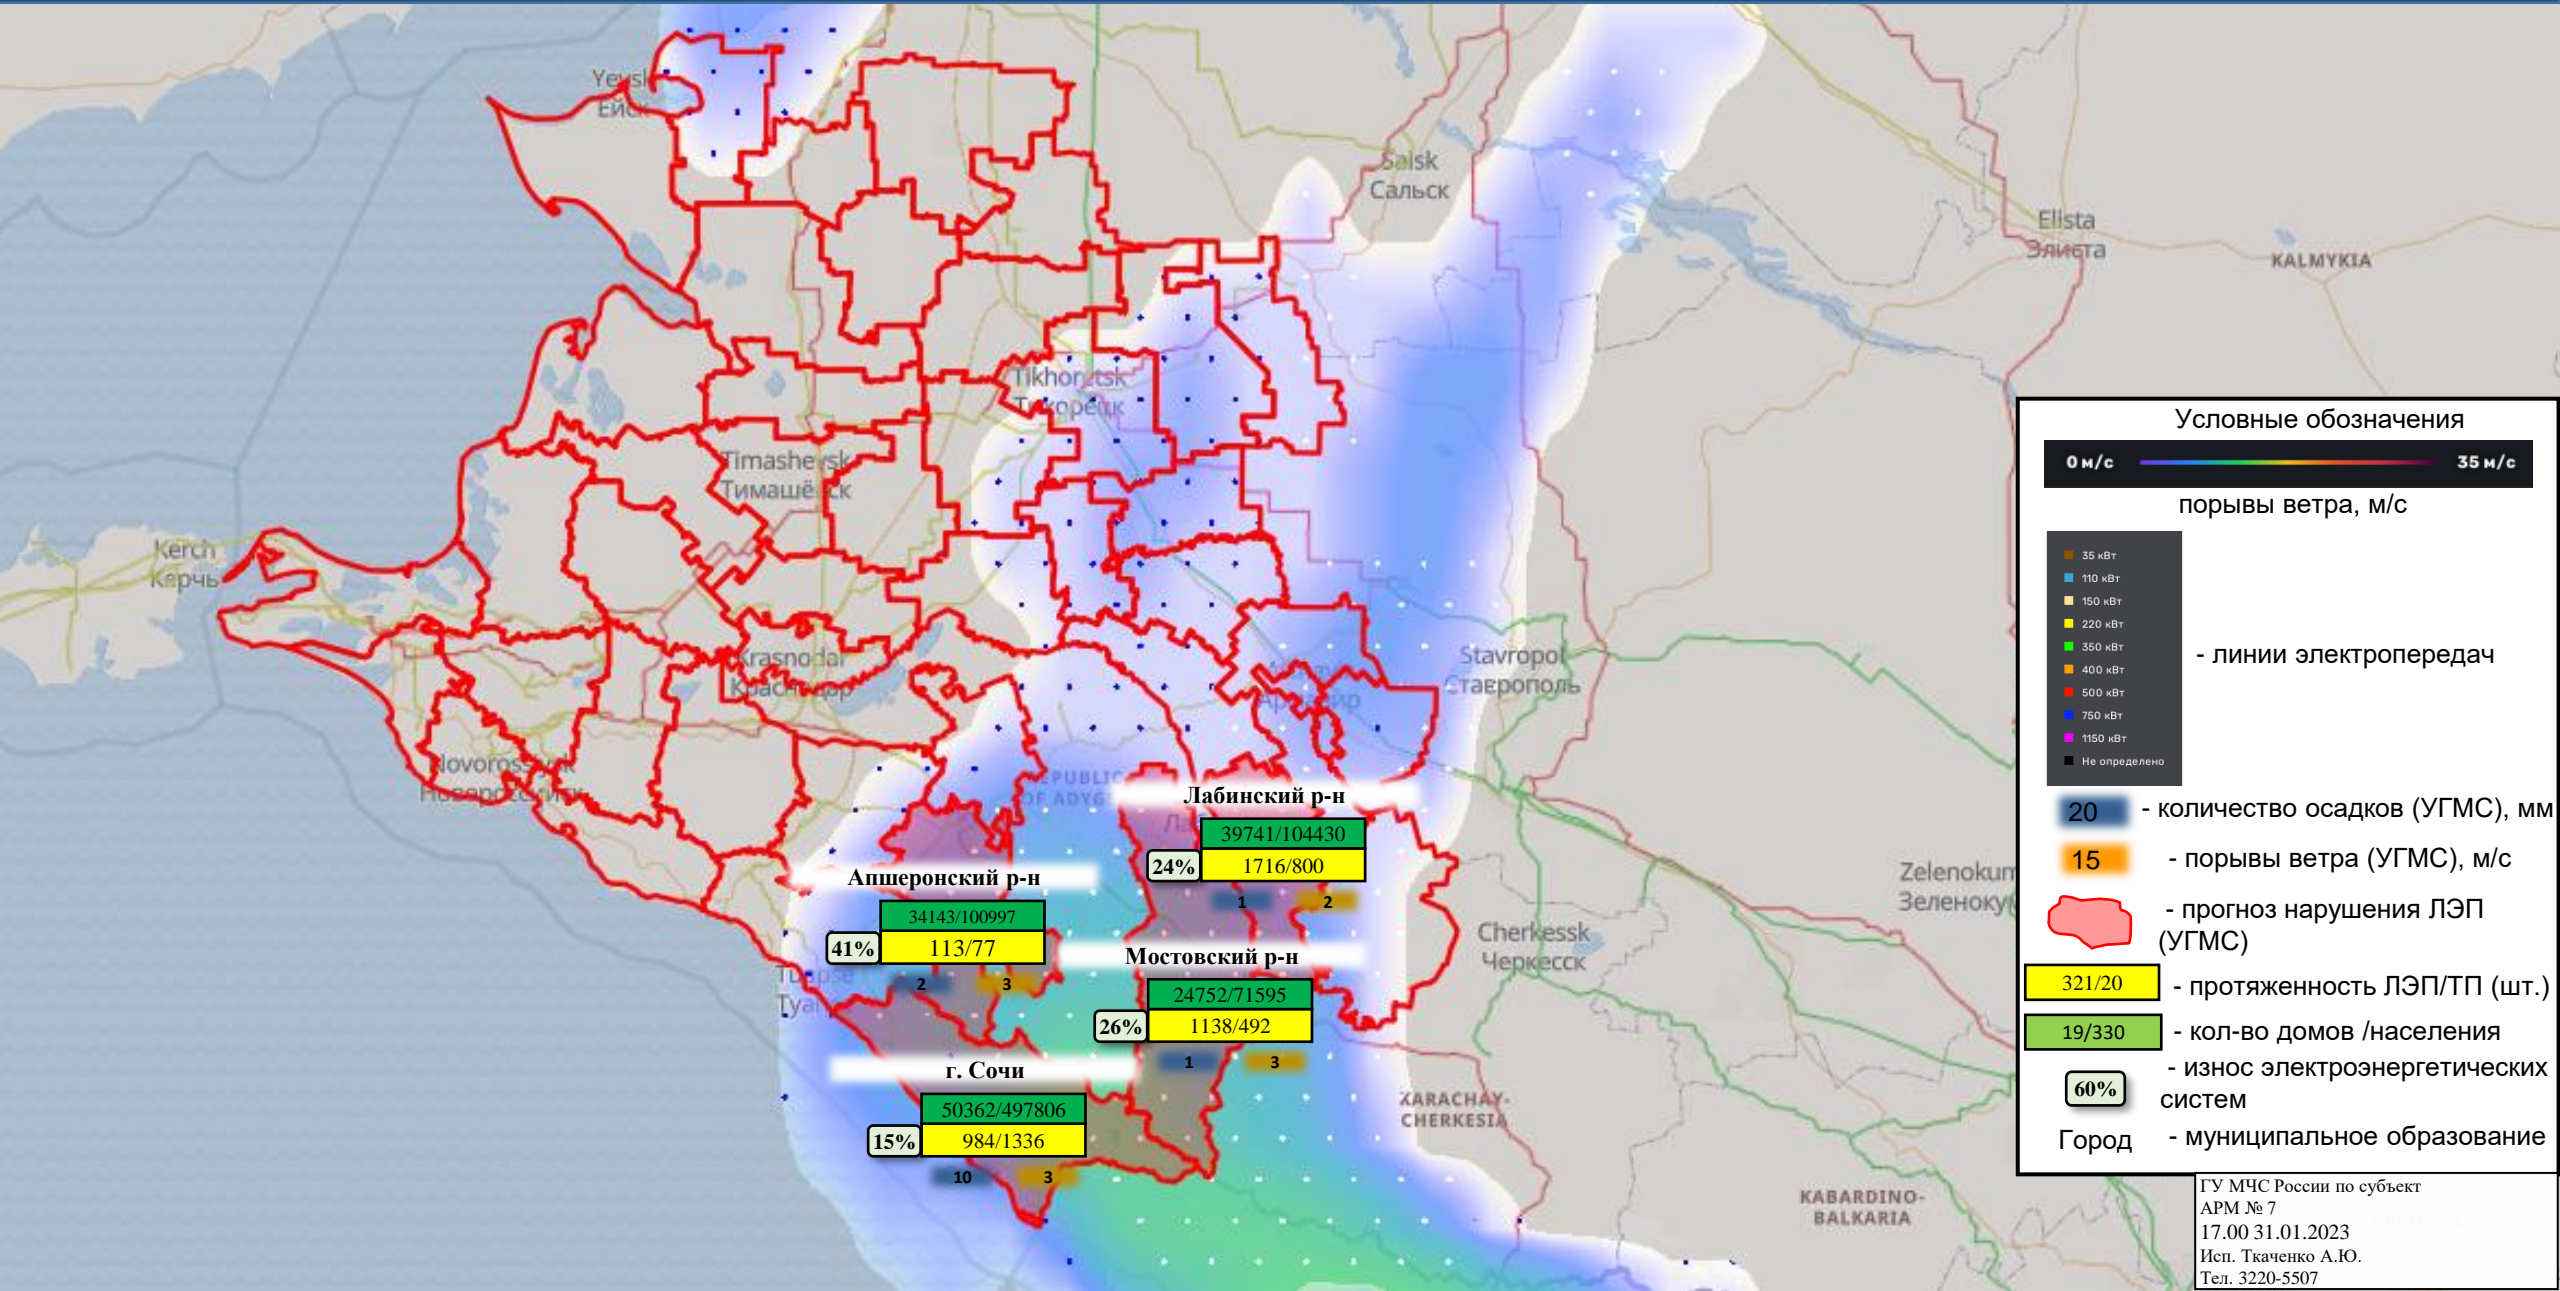 Yeysk
Ейск
Salsk
Сальск
Elista
Элиста
KALMYKIA
Tikhoretsk
Тихорецк
Timashevsk
Тимашёвск
Kerch
Керчь
Krasnodar
Краснодар
Stavropol
Ставрополь
Novorossiysk
Новороссийск
REPUBLIC
OF ADYG
Лабинский р-н
39741/104430
24%
1716/800
1
2
Апшеронский р-н
34143/100997
41%
113/77
2
3
Tuapse
Мостовский р-н
24752/71595
26%
1138/492
1
3
г. Сочи
50362/497806
15%
984/1336
10
3
Cherkessk
Черкесск
Zelenokum
Зеленоку
KARACHAY-
CHERKESIA
KABARDINO-
BALKARIA
Условные обозначения
0 м/с
35 м/с
порывы ветра, м/с
35 кВт
110 кВт
150 кВт
220 кВт
350 кВт
400 кВт
500 кВт
750 кВт
1150 кВт
Не определено
- линии электропередач
20 - количество осадков (УГМС), мм
15 - порывы ветра (УГМС), м/с
- прогноз нарушения ЛЭП
(УГМС)
321/20 - протяженность ЛЭП/ТП (шт.)
19/330 - кол-во домов /населения
- износ электроэнергетических
60% систем
Город - муниципальное образование
ГУ МЧС России по субъект
АРМ № 7
17.00 31.01.2023
Исп. Ткаченко А.Ю.
Тел. 3220-5507